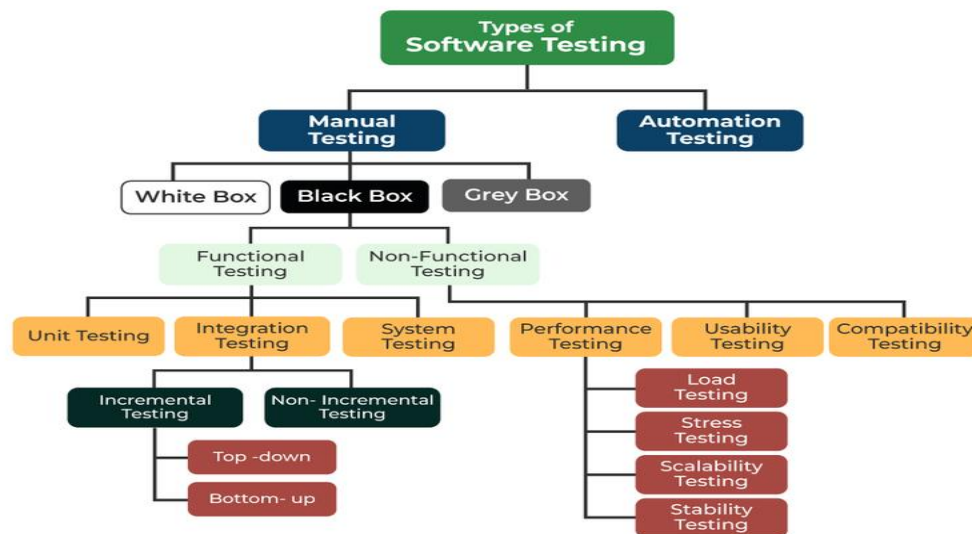 Types of
Software Testing
Manual
Testing
Automation
Testing
White Box
Black Box
Grey Box
Functional
Testing
Non-Functional
Testing
Unit Testing
Integration
Testing
System
Testing
Performance
Testing
Usability
Testing
Compatibility
Testing
Incremental
Testing
Non- Incremental
Testing
Top -down
Bottom- up
Load
Testing
Stress
Testing
Scalability
Testing
Stability
Testing